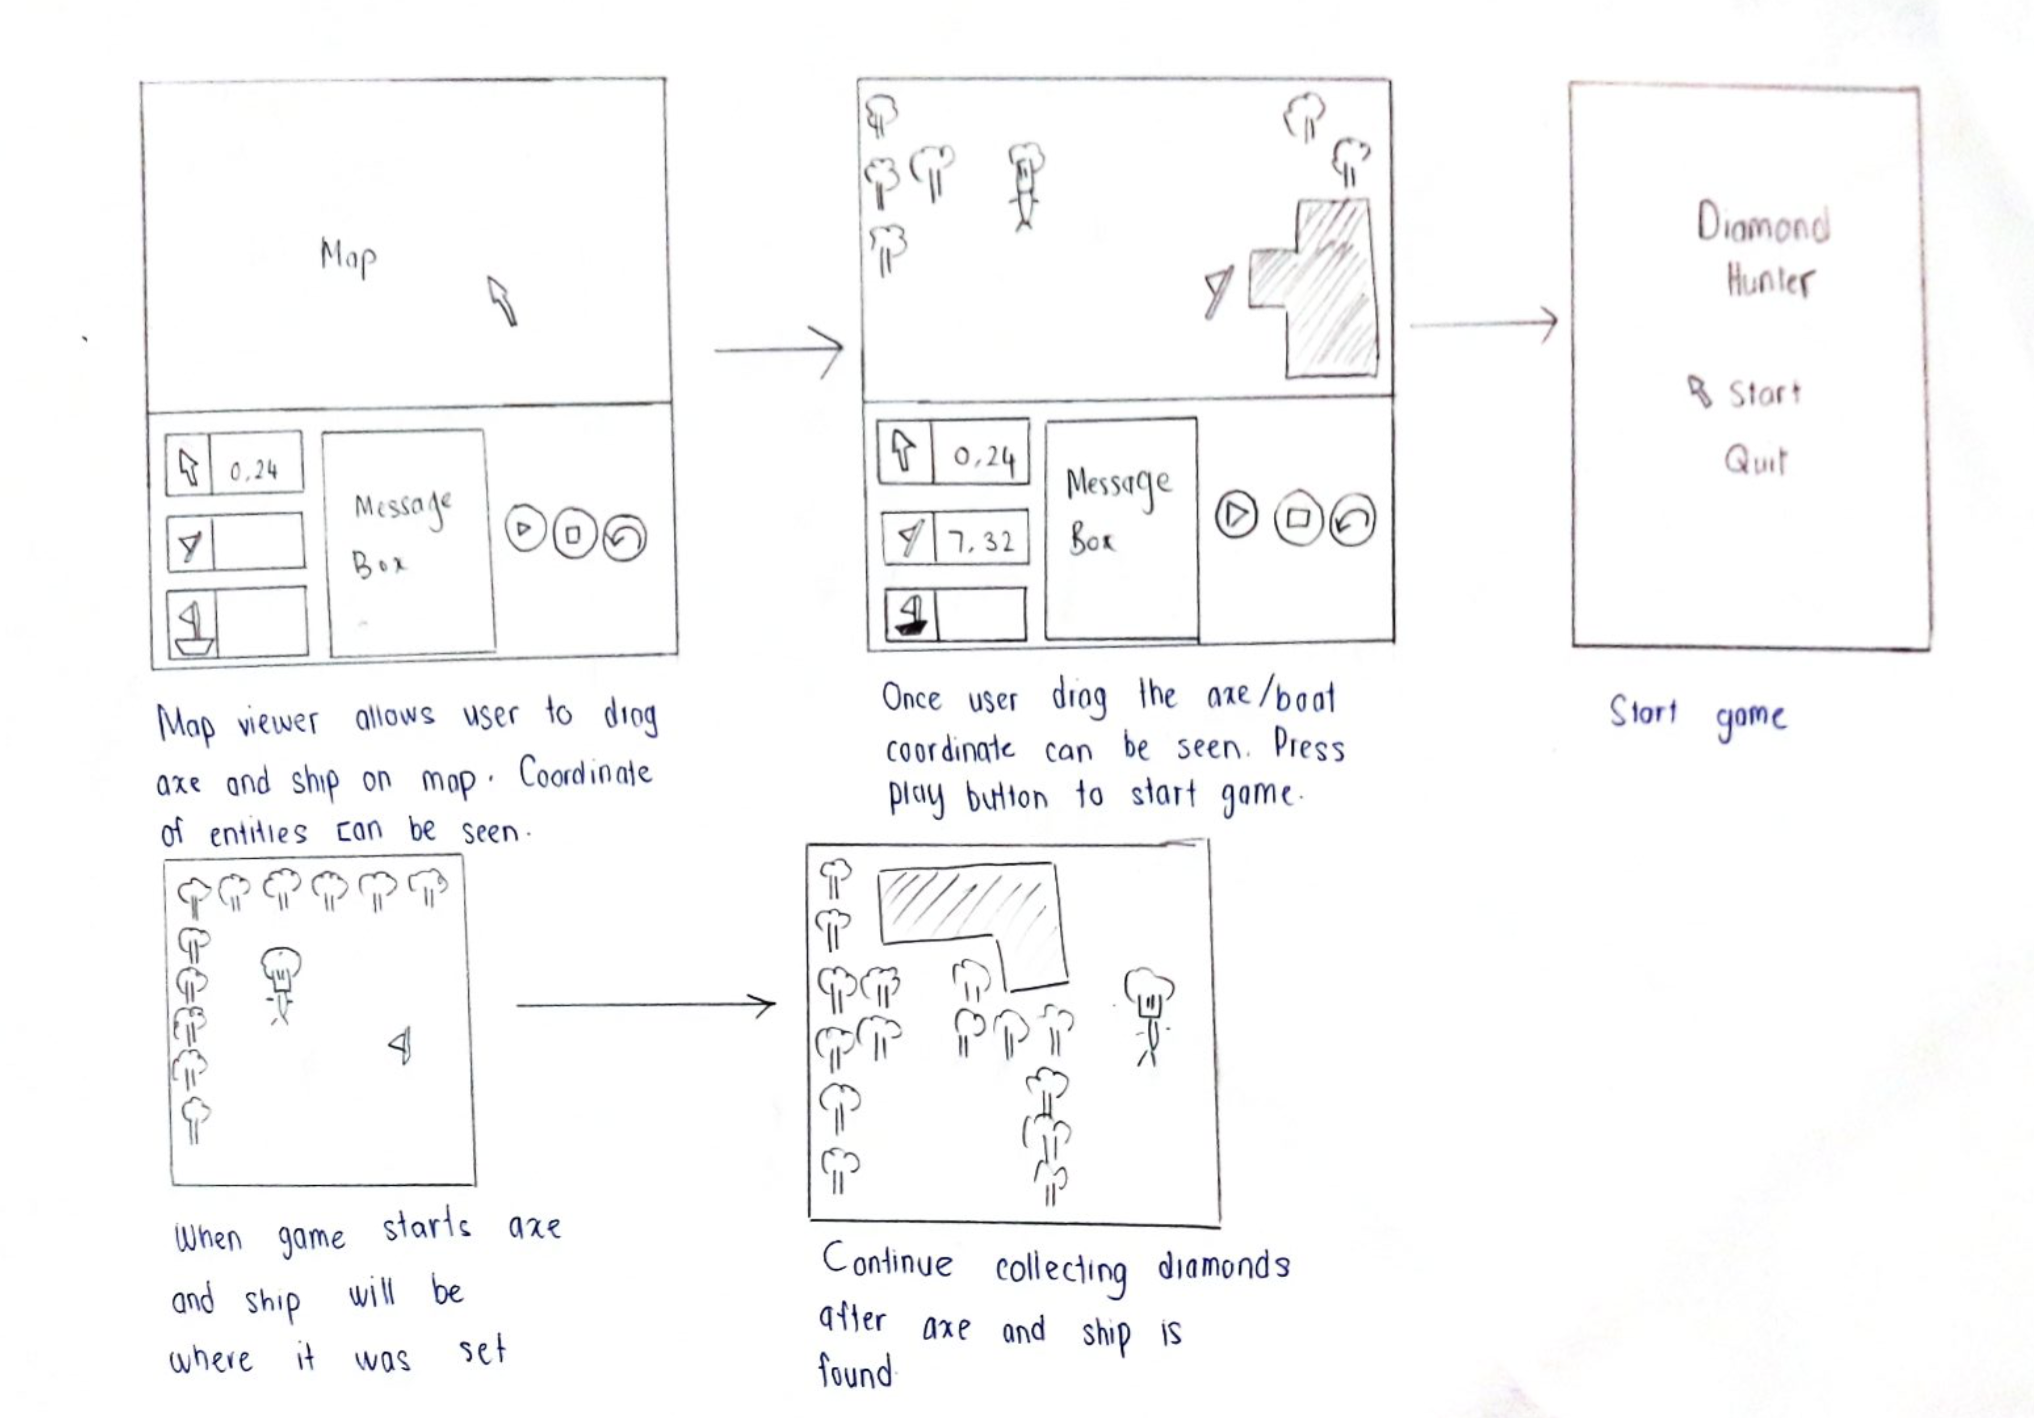 Map
0,24
Message
Box
Map viewer allows user to drag
axe and ship on map. Coordinate
of entities can be seen.
0,24
7,32
Message
Box
Once user drag the axe/boat
coordinate can be seen. Press
play button to start game.
Diamond
Hunter
Start
Quit
Start game
When game starts axe
and ship will be
where it was set
Continue collecting diamonds
after axe and ship is
found.